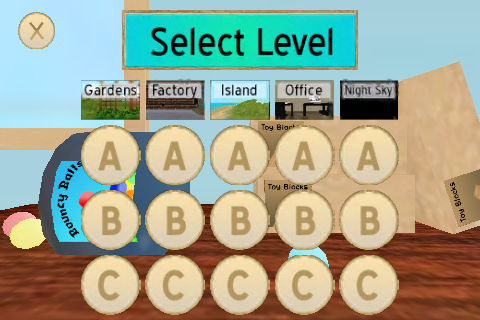 X
Select Level
Gardens Factory Island Office Night Sky
Toy Blocks
A A A A A
Toy Blocks
Toy Blocks
Bouncy Balls
B B B B B
C C C C C